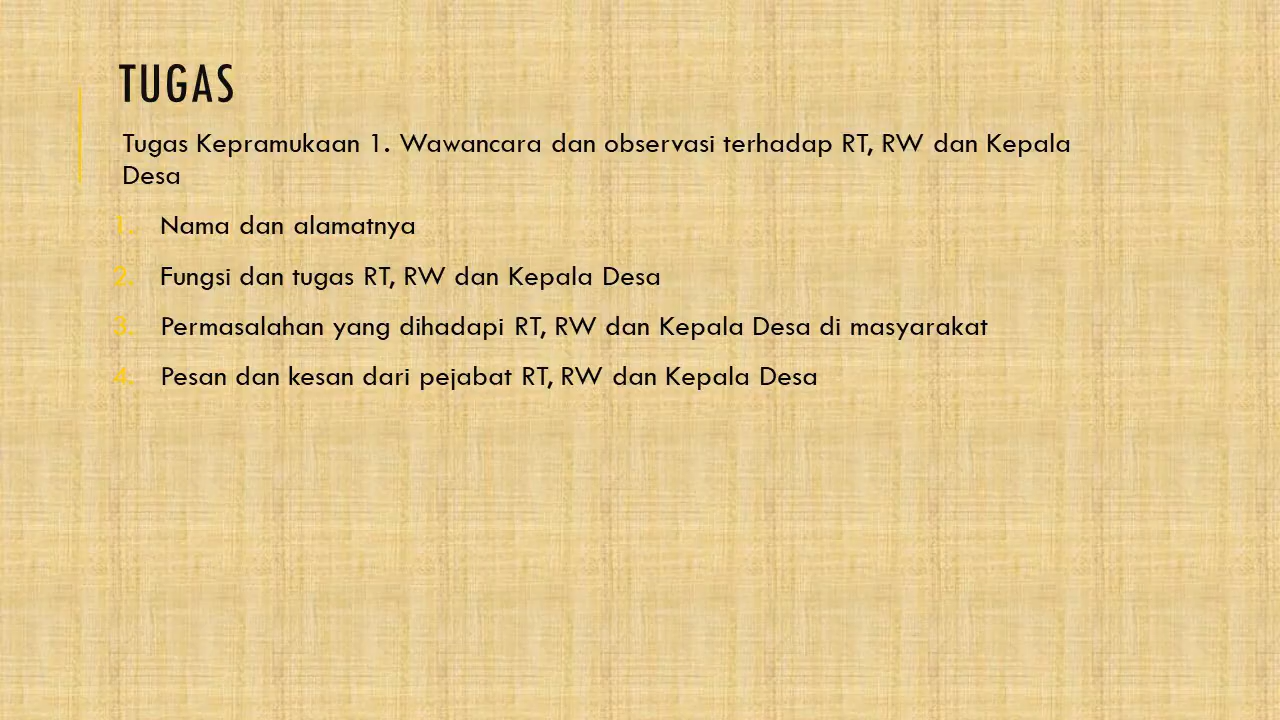 TUGAS
Tugas Kepramukaan 1. Wawancara dan observasi terhadap RT, RW dan Kepala
Desa
1. Nama dan alamatnya
2. Fungsi dan tugas RT, RW dan Kepala Desa
3. Permasalahan yang dihadapi RT, RW dan Kepala Desa di masyarakat
4. Pesan dan kesan dari pejabat RT, RW dan Kepala Desa